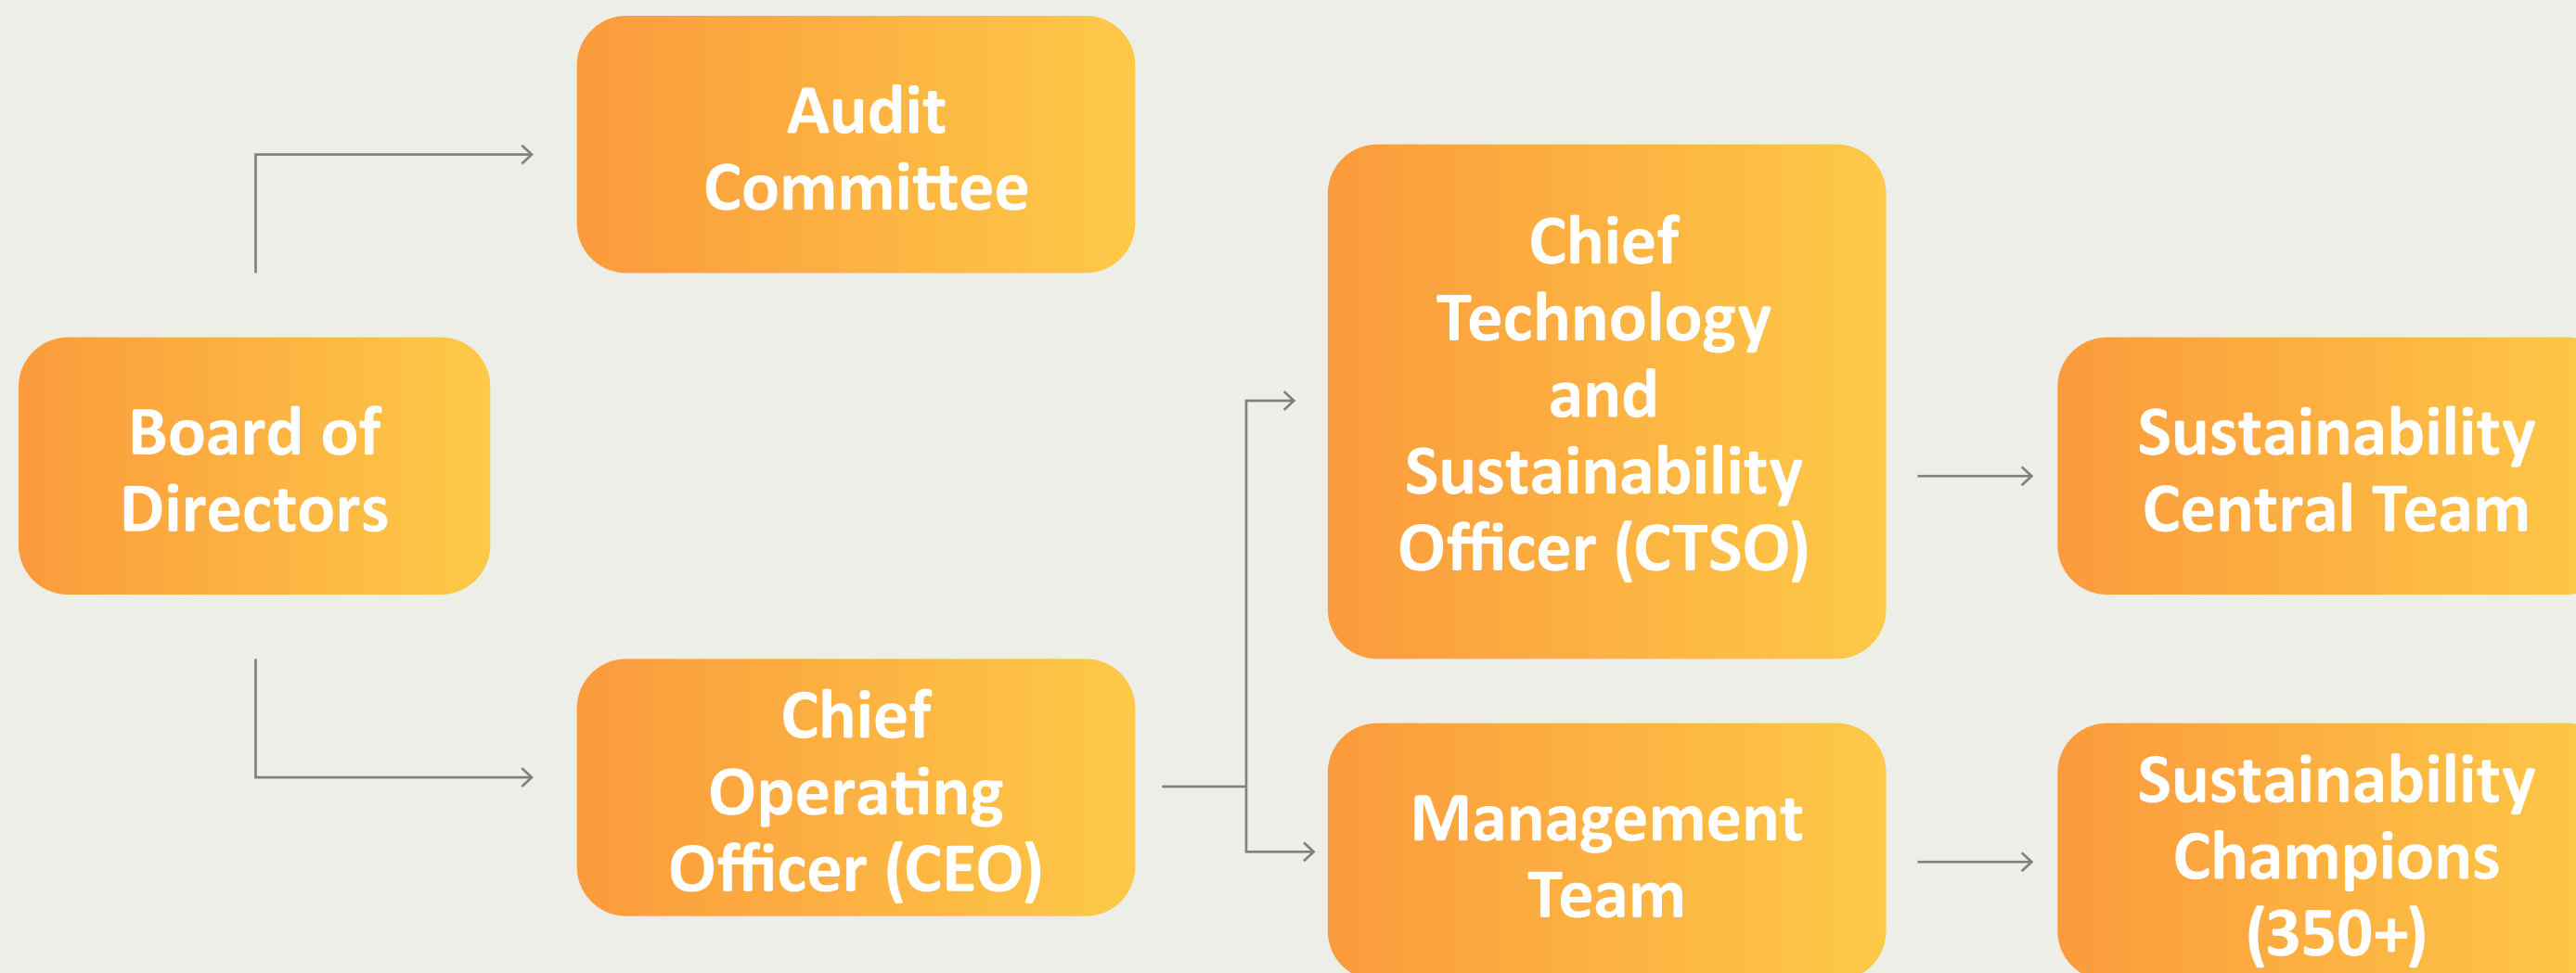 Audit
Committee
Board of
Directors
Chief
Operating
Officer (CEO)
Chief
Technology
and
Sustainability
Officer (CTSO)
Management
Team
Sustainability
Central Team
Sustainability
Champions
(350+)